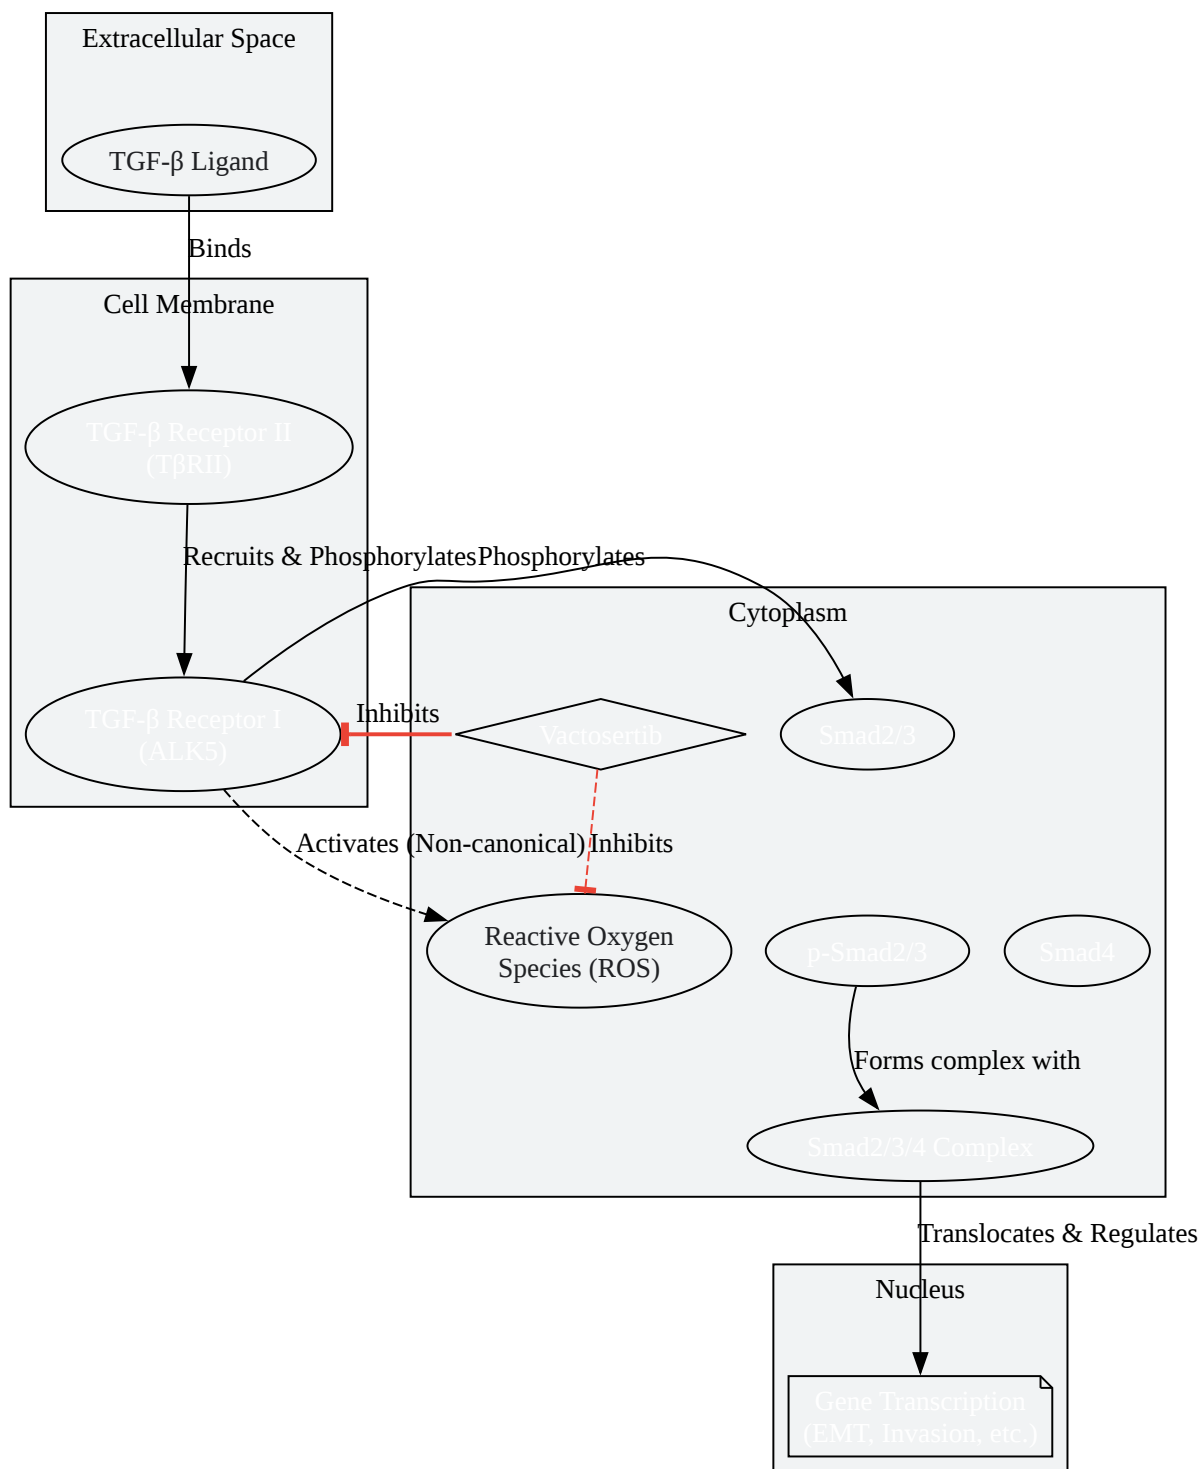 Extracellular Space
TGF-β Ligand
Binds
Cell Membrane
TGF-β Receptor II
(TβRII)
Recruits & Phosphorylates
Phosphorylates
Cytoplasm
TGF-β Receptor I
(ALK5)
Inhibits
Vactosertib
Smad2/3
Activates (Non-canonical)
Inhibits
Reactive Oxygen
Species (ROS)
p-Smad2/3
Smad4
Forms complex with
Smad2/3/4 Complex
Translocates & Regulates
Nucleus
Gene Transcription
(EMT, Invasion, etc.)